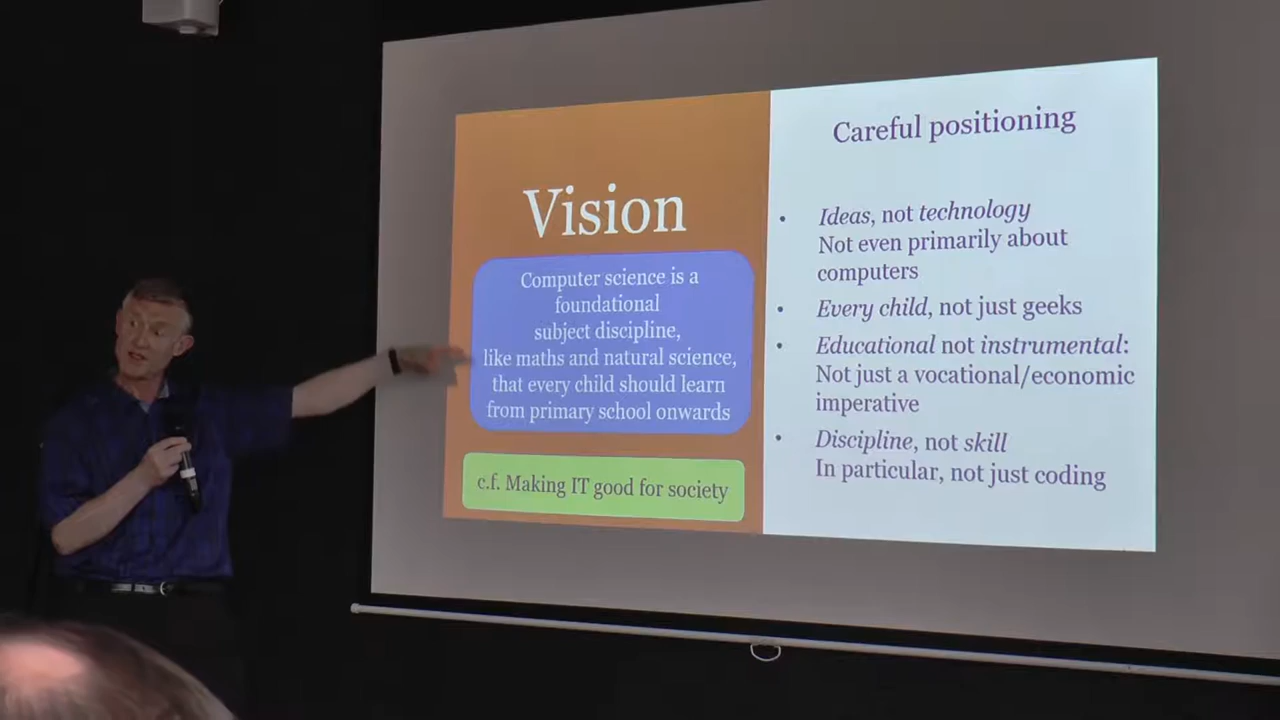 Vision
Computer science is a
foundational
subject discipline,
like maths and natural science,
that every child should learn
from primary school onwards
c.f. Making IT good for society
Careful positioning
• Ideas, not technology
Not even primarily about
computers
• Every child, not just geeks
• Educational not instrumental:
Not just a vocational/economic
imperative
• Discipline, not skill
In particular, not just coding